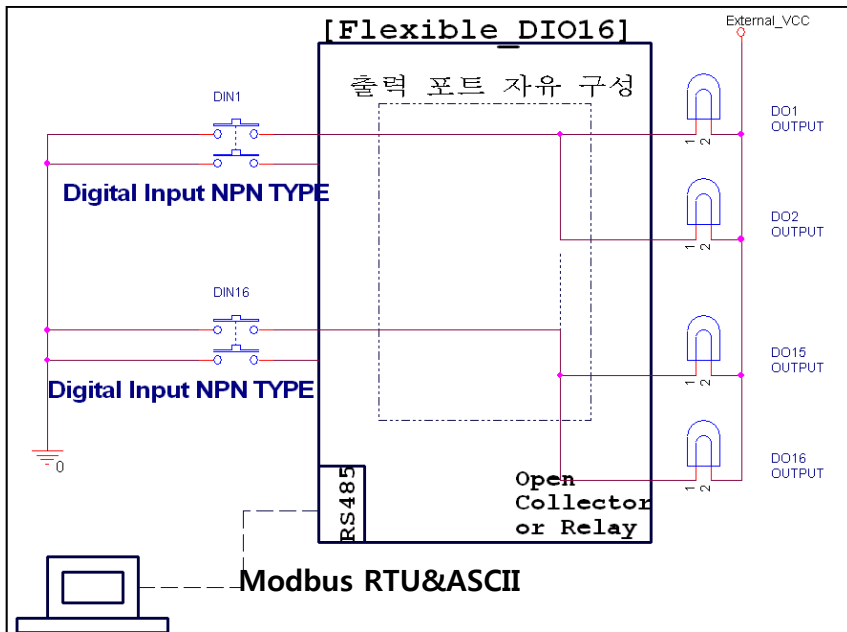 [Flexible_DIO16]
External_VCC
출력 포트 자유 구성
DIN1
DO1
OUTPUT
1
2
Digital Input NPN TYPE
DO2
OUTPUT
1
2
DIN16
DO15
OUTPUT
1
2
Digital Input NPN TYPE
DO16
OUTPUT
1
2
0
RS485
Open
Collector
or Relay
Modbus RTU&ASCII